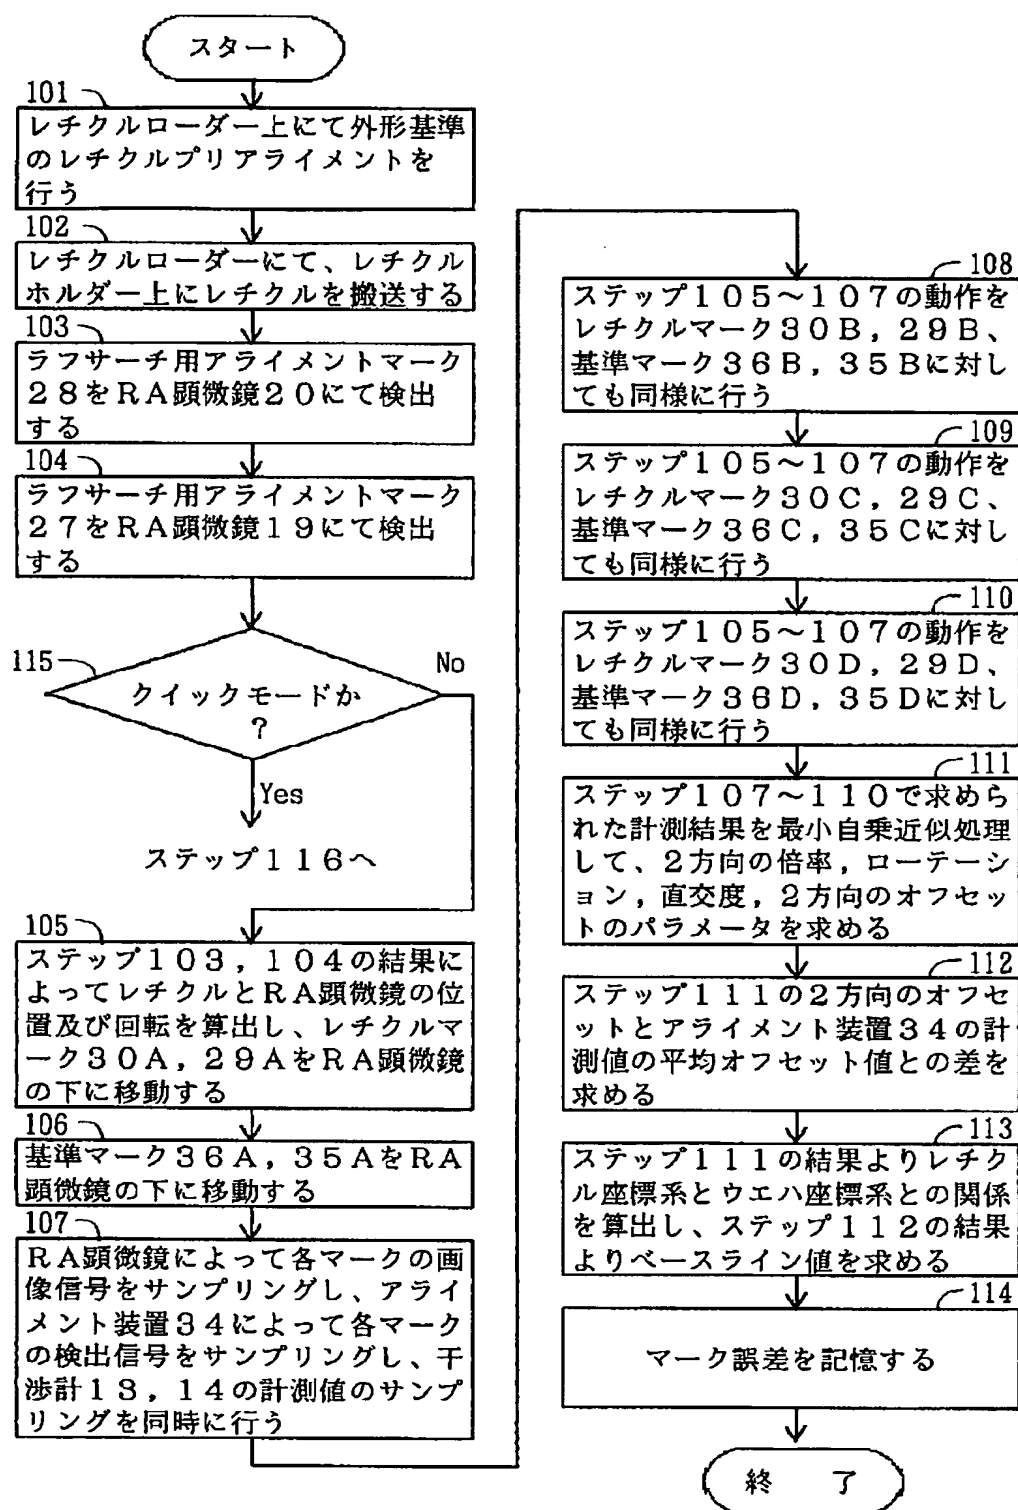 スタート
101
レチクルローダー上にて外形基準
のレチクルプリアライメントを
行う
102
レチクルローダーにて、レチクル
ホルダー上にレチクルを搬送する
103
ラフサーチ用アライメントマーク
28をRA顕微鏡20にて検出
する
104
ラフサーチ用アライメントマーク
27をRA顕微鏡19にて検出
する
115
クイックモードか
?
No
Yes
ステップ116へ
105
ステップ103,104の結果に
よってレチクルとRA顕微鏡の位
置及び回転を算出し、レチクルマ
ーク30A,29AをRA顕微鏡
の下に移動する
106
基準マーク36A,35AをRA
顕微鏡の下に移動する
107
RA顕微鏡によって各マークの画
像信号をサンプリングし、アライ
メント装置34によって各マーク
の検出信号をサンプリングし、干
渉計13,14の計測値のサンプ
リングを同時に行う
108
ステップ105~107の動作を
レチクルマーク30B,29B、
基準マーク36B,35Bに対し
ても同様に行う
109
ステップ105~107の動作を
レチクルマーク30C,29C、
基準マーク36C,35Cに対し
ても同様に行う
110
ステップ105~107の動作を
レチクルマーク30D,29D、
基準マーク36D,35Dに対し
ても同様に行う
111
ステップ107~110で求めら
れた計測結果を最小自乗近似処理
して、2方向の倍率,ローテーシ
ョン,直交度,2方向のオフセッ
トのパラメータを求める
112
ステップ111の2方向のオフセ
ットとアライメント装置34の計
測値の平均オフセット値との差を
求める
113
ステップ111の結果よりレチク
ル座標系とウエハ座標系との関係
を算出し、ステップ112の結果
よりベースライン値を求める
114
マーク誤差を記憶する
終 了